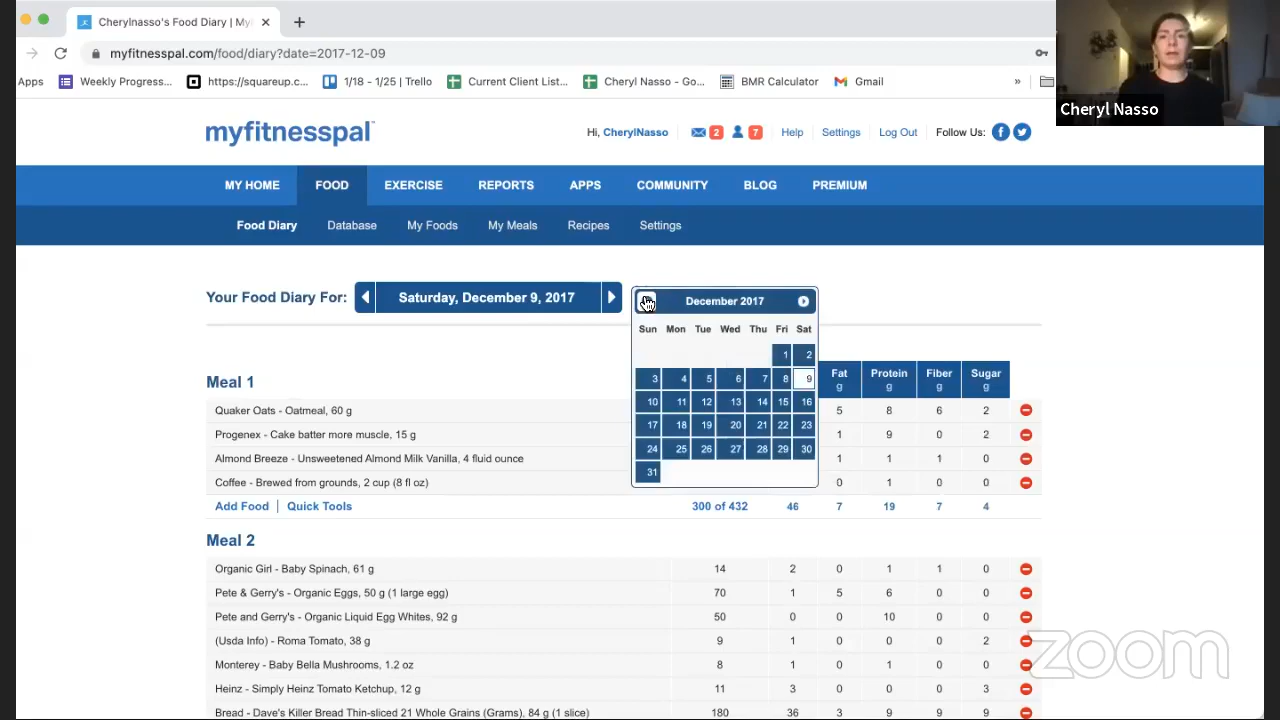 Cherylnasso's Food Diary | My
myfitnesspal.com/food/diary?date=2017-12-09
Apps Weekly Progress... https://squareup.c... 1/18 - 1/25 | Trello Current Client List... Cheryl Nasso - Go... BMR Calculator Gmail »
Cheryl Nasso
myfitnesspal
Hi, CherylNasso 2 7 Help Settings Log Out Follow Us:
MY HOME FOOD EXERCISE REPORTS APPS COMMUNITY BLOG PREMIUM
Food Diary Database My Foods My Meals Recipes Settings
Your Food Diary For: Saturday, December 9, 2017
December 2017
Sun Mon Tue Wed Thu Fri Sat
1 2
3 4 5 6 7 8 9
10 11 12 13 14 15 16
17 18 19 20 21 22 23
24 25 26 27 28 29 30
31
Meal 1 Fat Protein Fiber Sugar
g g g g
Quaker Oats - Oatmeal, 60 g 5 8 6 2
Progenex - Cake batter more muscle, 15 g 1 9 0 2
Almond Breeze - Unsweetened Almond Milk Vanilla, 4 fluid ounce 1 1 1 0
Coffee - Brewed from grounds, 2 cup (8 fl oz) 0 1 0 0
Add Food | Quick Tools 300 of 432 46 7 19 7 4
Meal 2
Organic Girl - Baby Spinach, 61 g 14 2 0 1 1 0
Pete & Gerry's - Organic Eggs, 50 g (1 large egg) 70 1 5 6 0 0
Pete and Gerry's - Organic Liquid Egg Whites, 92 g 50 0 0 10 0 0
(Usda Info) - Roma Tomato, 38 g 9 1 0 0 0 2
Monterey - Baby Bella Mushrooms, 1.2 oz 8 1 0 1 0 0
Heinz - Simply Heinz Tomato Ketchup, 12 g 11 3 0 0 0 3
Bread - Dave's Killer Bread Thin-sliced 21 Whole Grains (Grams), 84 g (1 slice) 180 36 3 9 9 9
zoom